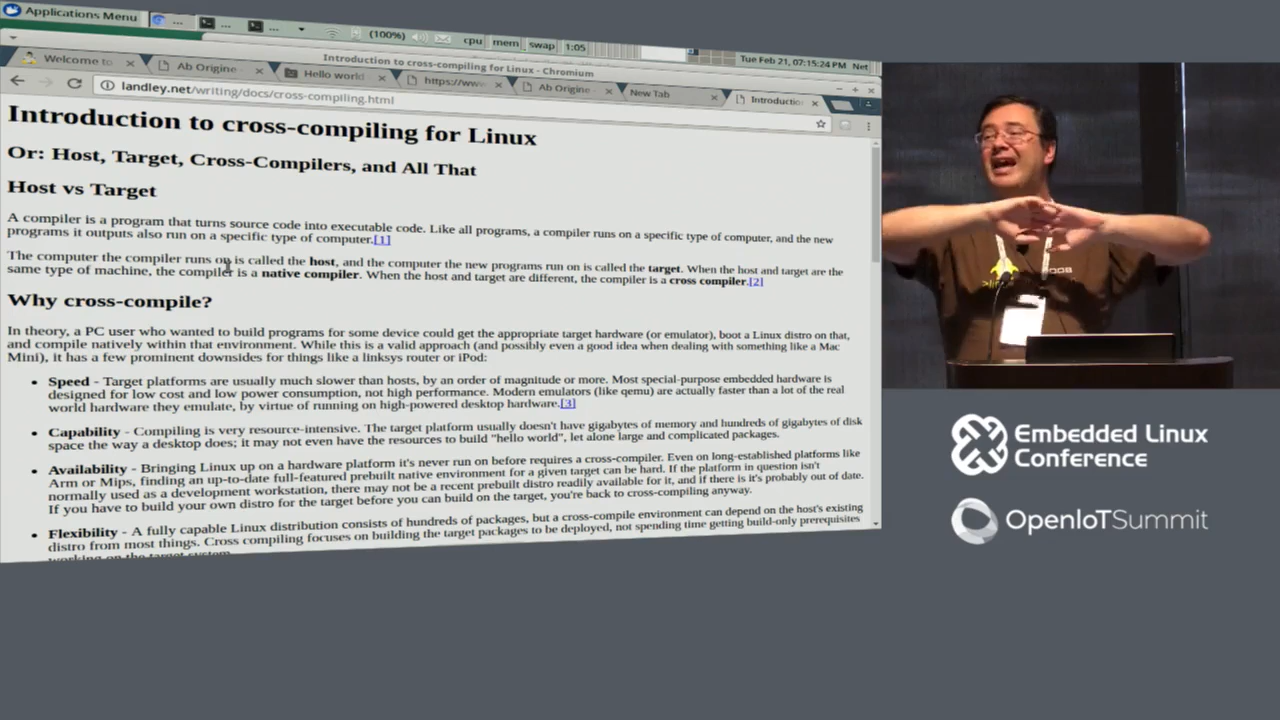 Applications Menu
...
...
...
(100%)
cpu
mem
swap
1:05
Tue Feb 21, 07:15:24 PM
Net
Introduction to cross-compiling for Linux - Chromium
Welcome to
Ab Origine
Hello world
https://www
Ab Origine
New Tab
Introductio
landley.net/writing/docs/cross-compiling.html
Introduction to cross-compiling for Linux
Or: Host, Target, Cross-Compilers, and All That
Host vs Target
A compiler is a program that turns source code into executable code. Like all programs, a compiler runs on a specific type of computer, and the new
programs it outputs also run on a specific type of computer.[1]
The computer the compiler runs on is called the host, and the computer the new programs run on is called the target. When the host and target are the
same type of machine, the compiler is a native compiler. When the host and target are different, the compiler is a cross compiler.[2]
Why cross-compile?
In theory, a PC user who wanted to build programs for some device could get the appropriate target hardware (or emulator), boot a Linux distro on that,
and compile natively within that environment. While this is a valid approach (and possibly even a good idea when dealing with something like a Mac
Mini), it has a few prominent downsides for things like a linksys router or iPod:
• Speed - Target platforms are usually much slower than hosts, by an order of magnitude or more. Most special-purpose embedded hardware is
designed for low cost and low power consumption, not high performance. Modern emulators (like qemu) are actually faster than a lot of the real
world hardware they emulate, by virtue of running on high-powered desktop hardware.[3]
• Capability - Compiling is very resource-intensive. The target platform usually doesn't have gigabytes of memory and hundreds of gigabytes of disk
space the way a desktop does; it may not even have the resources to build "hello world", let alone large and complicated packages.
• Availability - Bringing Linux up on a hardware platform it's never run on before requires a cross-compiler. Even on long-established platforms like
Arm or Mips, finding an up-to-date full-featured prebuilt native environment for a given target can be hard. If the platform in question isn't
normally used as a development workstation, there may not be a recent prebuilt distro readily available for it, and if there is it's probably out of date.
If you have to build your own distro for the target before you can build on the target, you're back to cross-compiling anyway.
• Flexibility - A fully capable Linux distribution consists of hundreds of packages, but a cross-compile environment can depend on the host's existing
distro from most things. Cross compiling focuses on building the target packages to be deployed, not spending time getting build-only prerequisites
working on the target system.
Embedded Linux
Conference
OpenIoTSummit